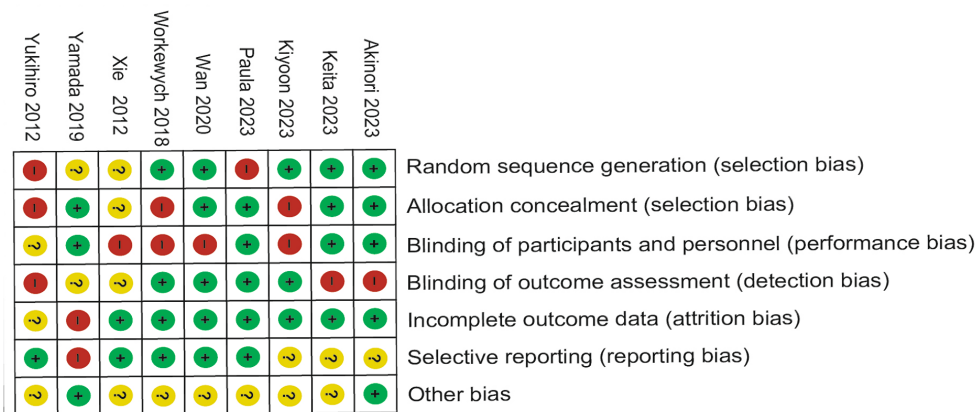 Yukihiro 2012
Yamada 2019
Xie 2012
Workewych 2018
Wan 2020
Paula 2023
Kiyoon 2023
Keita 2023
Akinori 2023
- ? ? + + - + + + Random sequence generation (selection bias)
- + ? - + + - + + Allocation concealment (selection bias)
? + - - - + - + + Blinding of participants and personnel (performance bias)
- ? ? + + + + - - Blinding of outcome assessment (detection bias)
? - + + + + + + + Incomplete outcome data (attrition bias)
+ - + + + + ? ? ? Selective reporting (reporting bias)
? + ? ? ? ? ? ? + Other bias